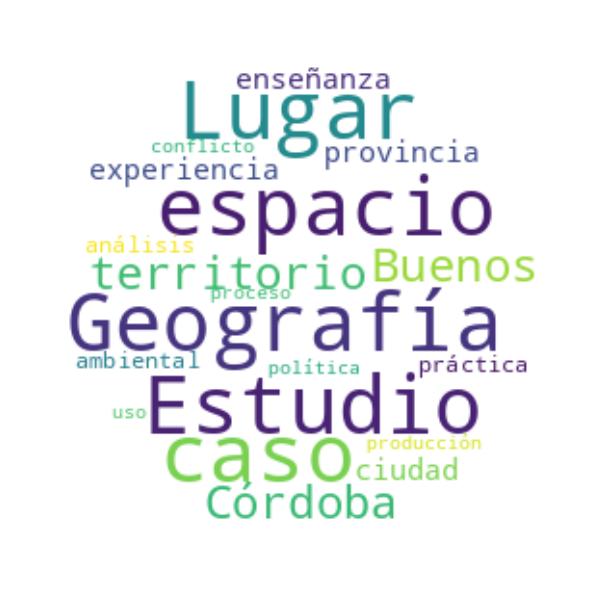 enseñanza
Lugar
conflicto
provincia
experiencia
espacio
análisis
territorio
Buenos
proceso
Geografía
ambiental
política
práctica
Estudio
uso
caso
producción
ciudad
Córdoba